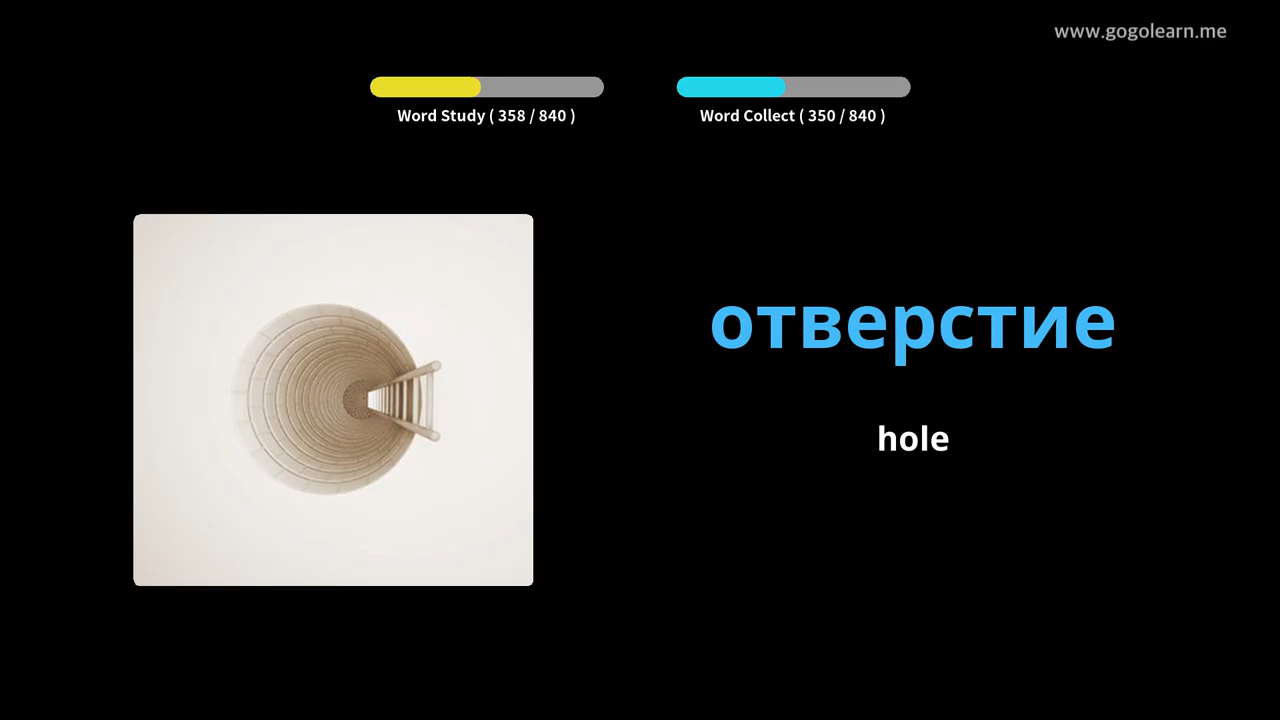 www.gogolearn.me
Word Study ( 358 / 840 )
Word Collect ( 350 / 840 )
отверстие
hole